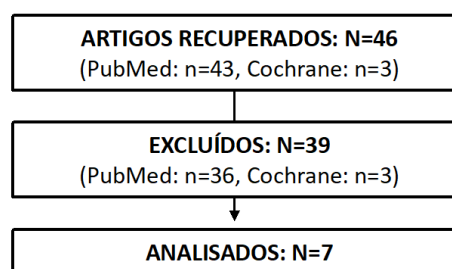 ARTIGOS RECUPERADOS: N=46
(PubMed: n=43, Cochrane: n=3)
EXCLUÍDOS: N=39
(PubMed: n=36, Cochrane: n=3)
ANALISADOS: N=7